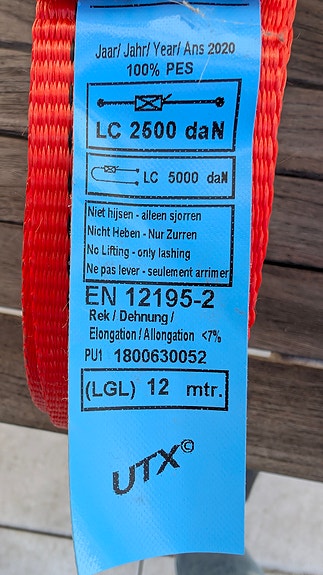 Jaar/ Jahr/ Year/ Ans 2020
100% PES
LC 2500 daN
LC 5000 daN
Niet hijsen - alleen sjorren
Nicht Heben - Nur Zurren
No Lifting - only lashing
Ne pas lever - seulement arrimer
EN 12195-2
Rek / Dehnung /
Elongation / Allongation <7%
PU1 1800630052
(LGL) 12 mtr.
UTX©